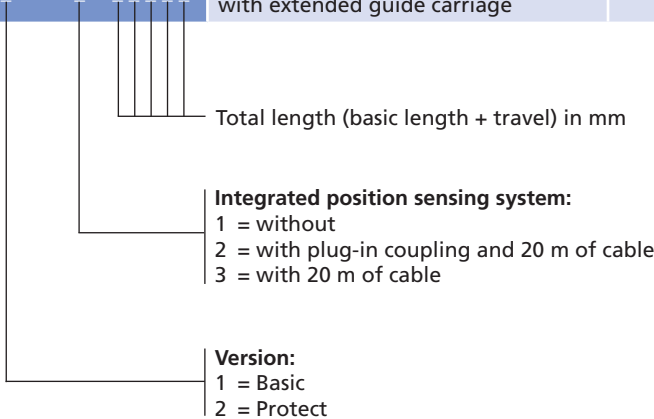 with extended guide carriage
Total length (basic length + travel) in mm
Integrated position sensing system:
1 = without
2 = with plug-in coupling and 20 m of cable
3 = with 20 m of cable
Version:
1 = Basic
2 = Protect